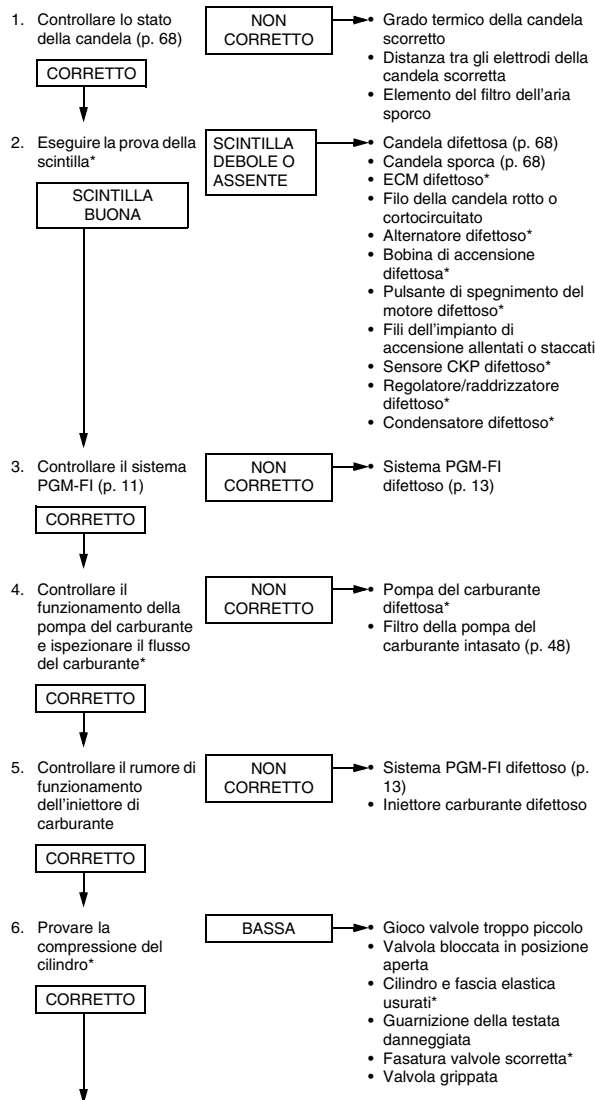 1. Controllare lo stato
della candela (p. 68)
NON
CORRETTO
• Grado termico della candela
scorretto
• Distanza tra gli elettrodi della
candela scorretta
• Elemento del filtro dell'aria
sporco
CORRETTO
2. Eseguire la prova della
scintilla*
SCINTILLA
DEBOLE O
ASSENTE
• Candela difettosa (p. 68)
• Candela sporca (p. 68)
• ECM difettoso*
• Filo della candela rotto o
cortocircuitato
• Alternatore difettoso*
• Bobina di accensione
difettosa*
• Pulsante di spegnimento del
motore difettoso*
• Fili dell'impianto di
accensione allentati o staccati
• Sensore CKP difettoso*
• Regolatore/raddrizzatore
difettoso*
• Condensatore difettoso*
SCINTILLA
BUONA
3. Controllare il sistema
PGM-FI (p. 11)
NON
CORRETTO
• Sistema PGM-FI
difettoso (p. 13)
CORRETTO
4. Controllare il
funzionamento della
pompa del carburante
e ispezionare il flusso
del carburante*
NON
CORRETTO
• Pompa del carburante
difettosa*
• Filtro della pompa del
carburante intasato (p. 48)
CORRETTO
5. Controllare il rumore di
funzionamento
dell'iniettore di
carburante
NON
CORRETTO
• Sistema PGM-FI difettoso (p.
13)
• Iniettore carburante difettoso
CORRETTO
6. Provare la
compressione del
cilindro*
BASSA
• Gioco valvole troppo piccolo
• Valvola bloccata in posizione
aperta
• Cilindro e fascia elastica
usurati*
• Guarnizione della testata
danneggiata
• Fasatura valvole scorretta*
• Valvola grippata
CORRETTO